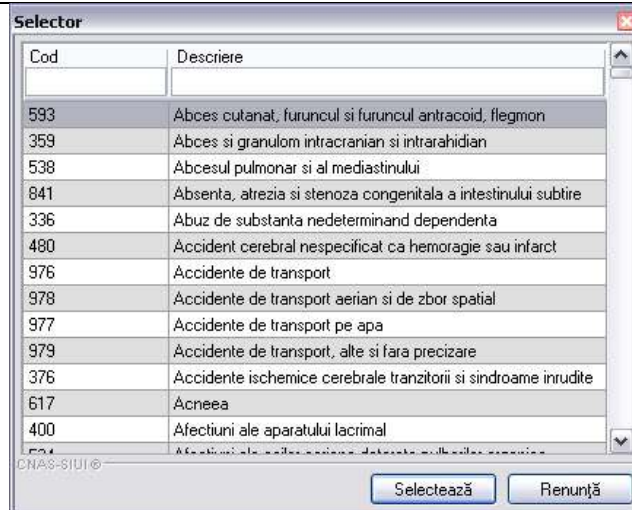 Selector
Cod Descriere
593 Abces cutanat, furuncul si furuncul antracoid, flegmon
359 Abces si granulom intracranian si intrarahidian
538 Abcesul pulmonar si al mediastinului
841 Absenta, atrezia si stenoza congenitala a intestinului subtire
336 Abuz de substanta nedeterminand dependenta
480 Accident cerebral nespecificat ca hemoragie sau infarct
976 Accidente de transport
978 Accidente de transport aerian si de zbor spatial
977 Accidente de transport pe apa
979 Accidente de transport, alte si fara precizare
376 Accidente ischemice cerebrale tranzitorii si sindroame inrudite
617 Acneea
400 Afectiuni ale aparatului lacrimal
CNAS-SIUI ©
Selectează Renunţă